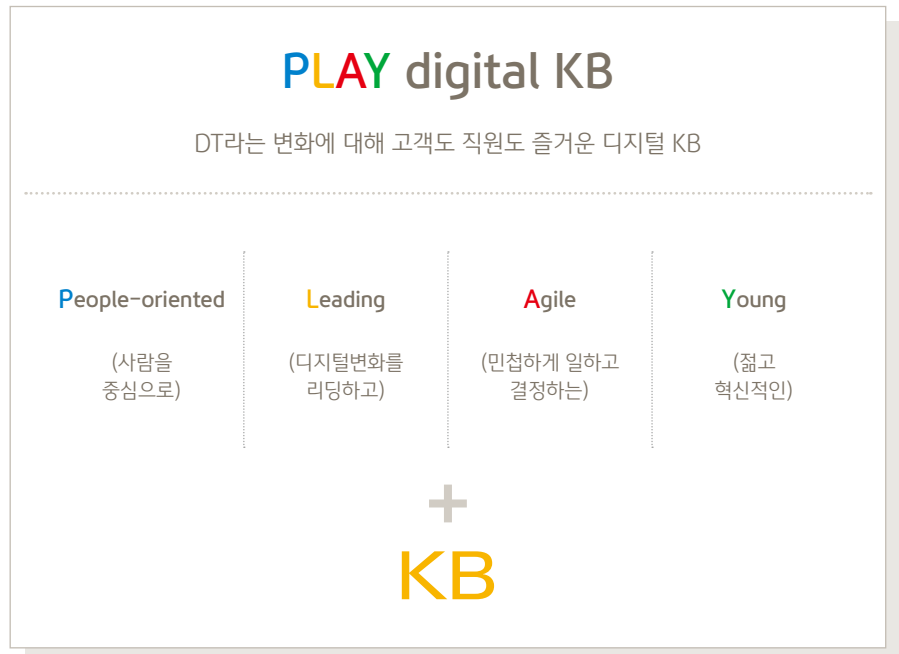 PLAY digital KB
DT라는 변화에 대해 고객도 직원도 즐거운 디지털 KB
People-oriented
(사람을
중심으로)
Leading
(디지털변화를
리딩하고)
Agile
(민첩하게 일하고
결정하는)
Young
(젊고
혁신적인)
+
KB